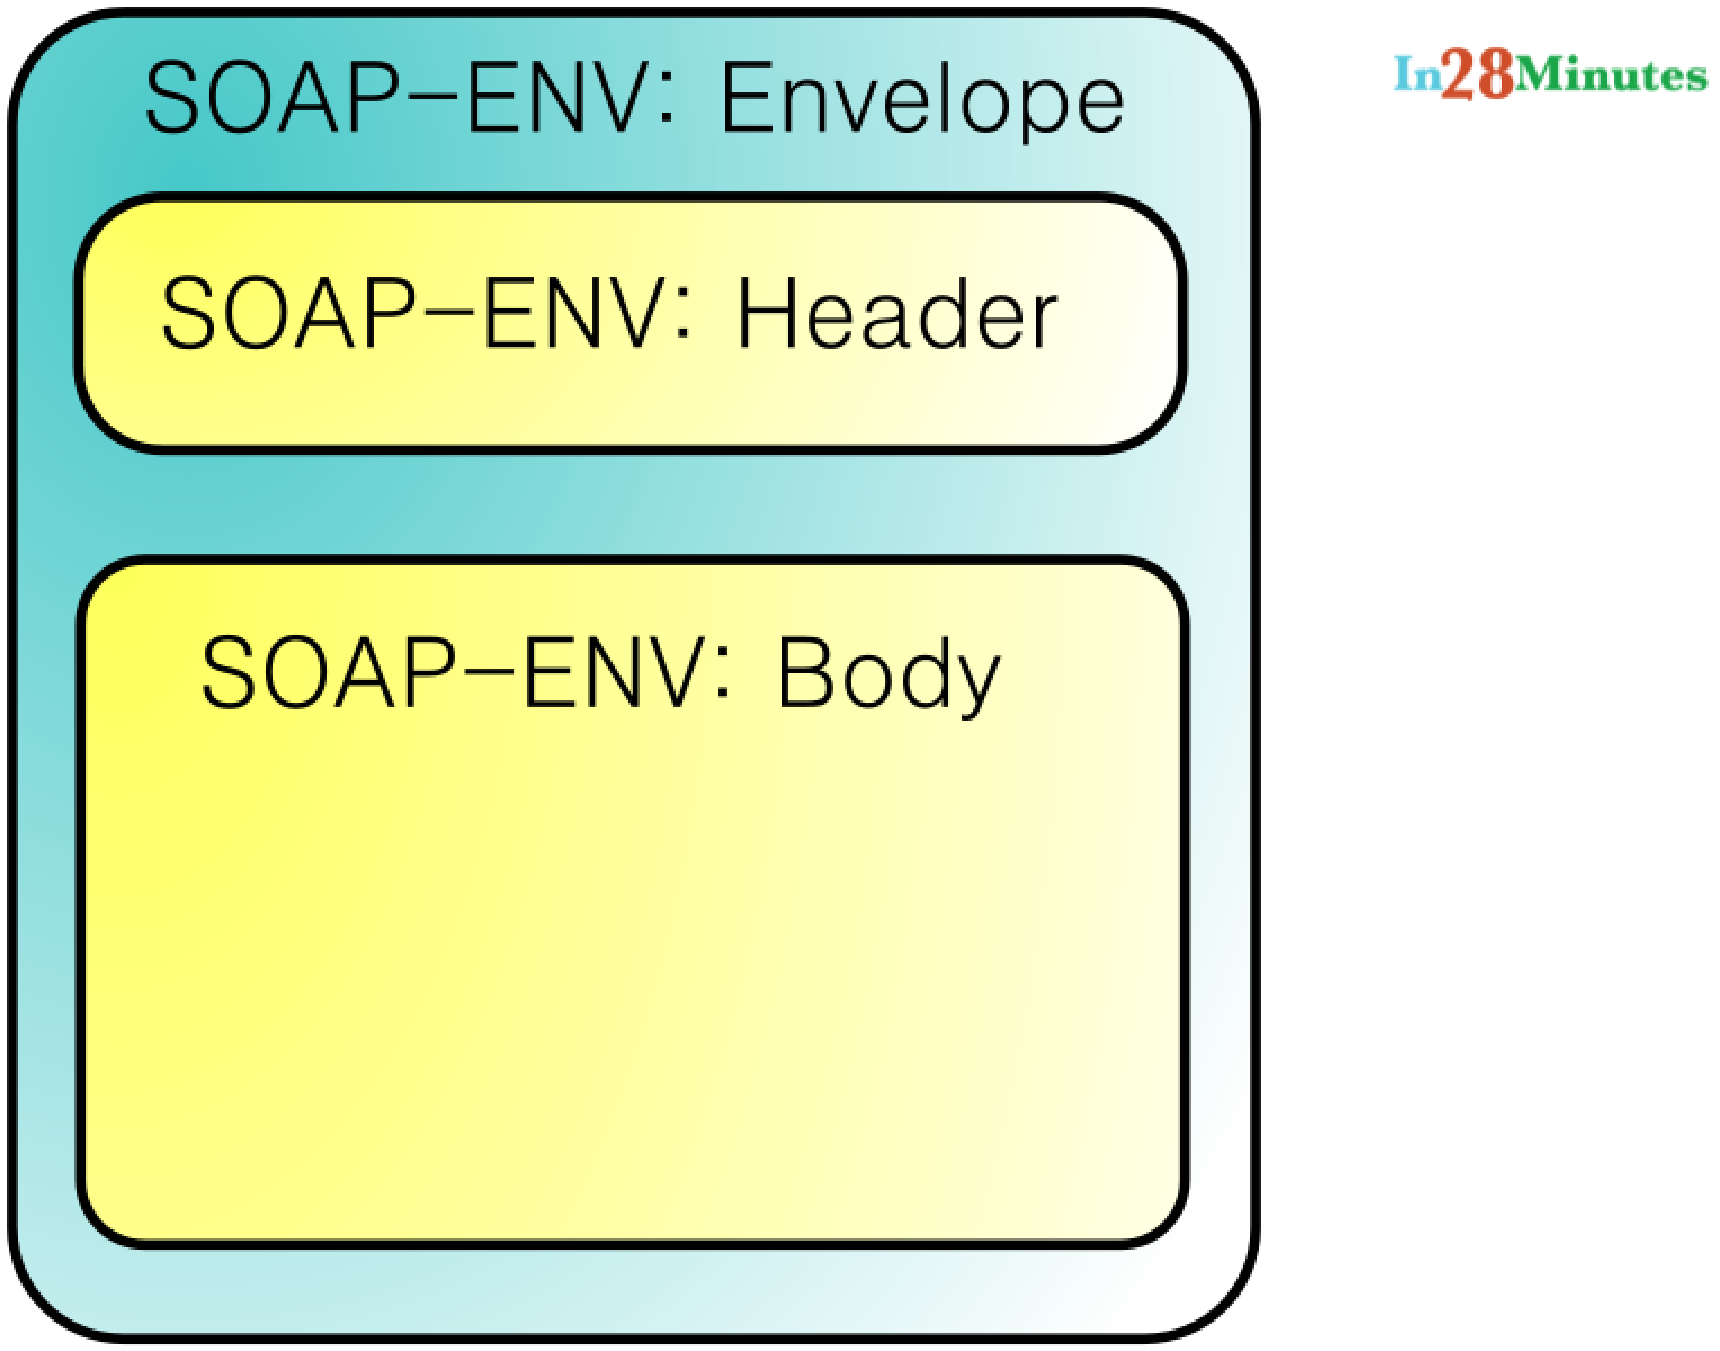 SOAP-ENV: Envelope
In28Minutes
SOAP-ENV: Header
SOAP-ENV: Body